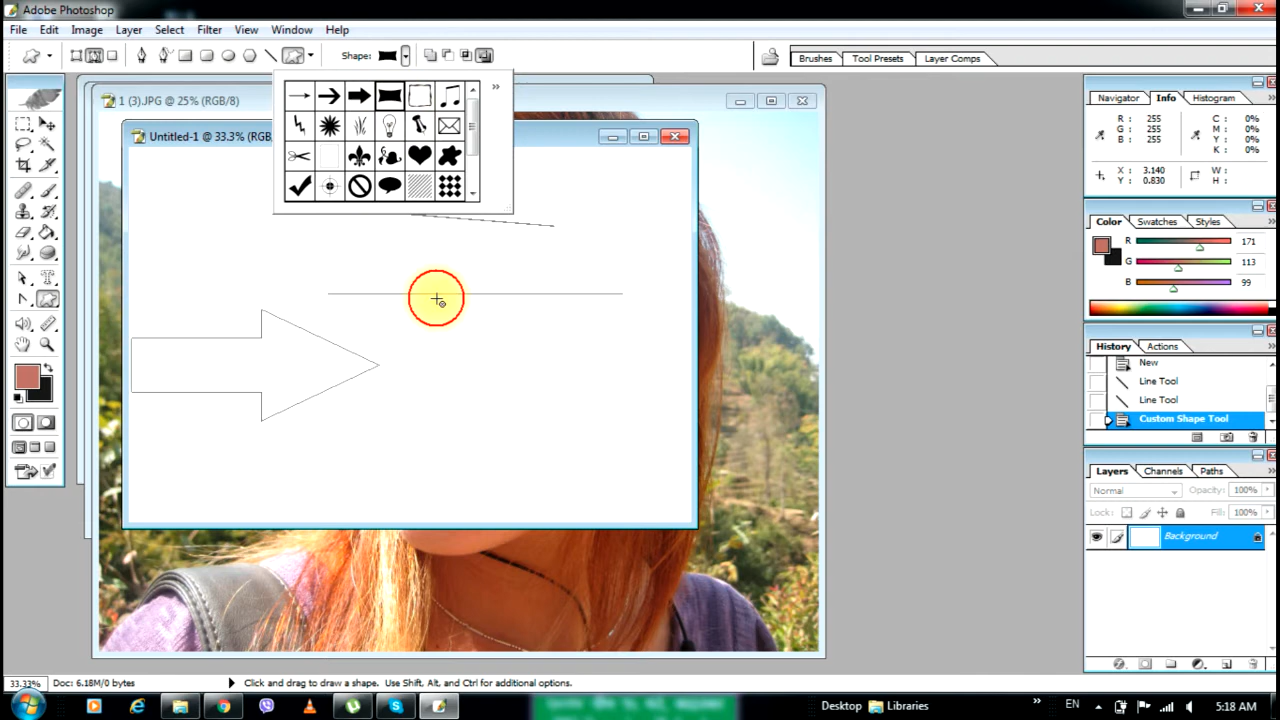 Adobe Photoshop
File Edit Image Layer Select Filter View Window Help
Shape:
Brushes Tool Presets Layer Comps
1 (3).JPG @ 25% (RGB/8)
Untitled-1 @ 33.3% (RGB
Navigator Info Histogram
R : 255 C : 0%
G : 255 M : 0%
B : 255 Y : 0%
K : 0%
X : 3.140 W :
Y : 0.830 H :
Color Swatches Styles
R 171
G 113
B 99
History Actions
New
Line Tool
Line Tool
Custom Shape Tool
Layers Channels Paths
Normal Opacity: 100%
Lock: Fill: 100%
Background
33.33% Doc: 6.18M/0 bytes Click and drag to draw a shape. Use Shift, Alt, and Ctrl for additional options.
Desktop Libraries EN 5:18 AM